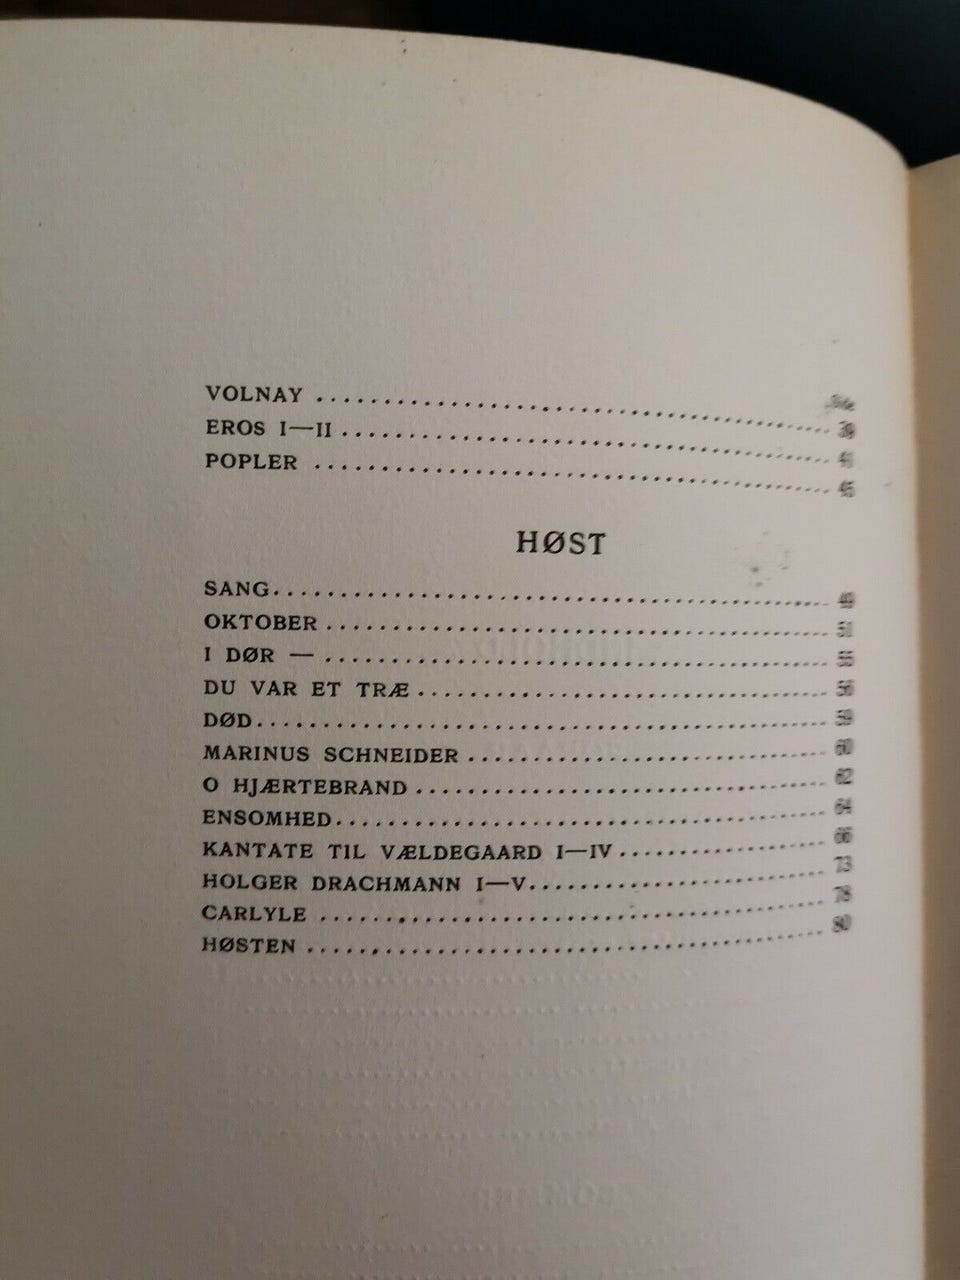 Side
VOLNAY ........................................ 39
EROS I—II ........................................ 41
POPLER ........................................ 45
HØST
SANG ........................................ 49
OKTOBER ........................................ 51
I DØR — ........................................ 55
DU VAR ET TRÆ ........................................ 56
DØD ........................................ 59
MARINUS SCHNEIDER ........................................ 60
O HJÆRTEBRAND ........................................ 62
ENSOMHED ........................................ 64
KANTATE TIL VÆLDEGAARD I—IV ........................................ 66
HOLGER DRACHMANN I—V ........................................ 73
CARLYLE ........................................ 78
HØSTEN ........................................ 80